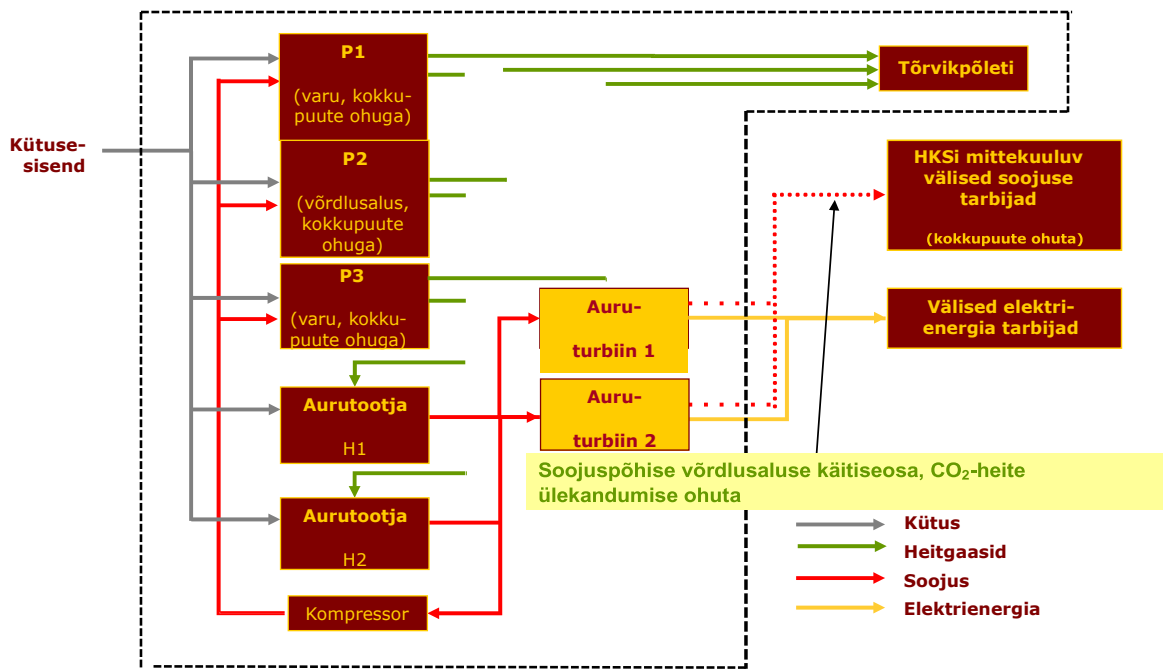 Kütuse-
sisend
P1
(varu, kokku-
puute ohuga)
P2
(võrdlusalus,
kokkupuute
ohuga)
P3
(varu, kokku-
puute ohuga)
Aurutootja
H1
Aurutootja
H2
Kompressor
Auru-
turbiin 1
Auru-
turbiin 2
Tõrvikpõleti
HKSi mittekuuluv
välised soojuse
tarbijad
(kokkupuute ohuta)
Välised elektri-
energia tarbijad
Soojuspõhise võrdlusaluse käitiseosa, CO₂-heite
ülekandumise ohuta
Kütus
Heitgaasid
Soojus
Elektrienergia